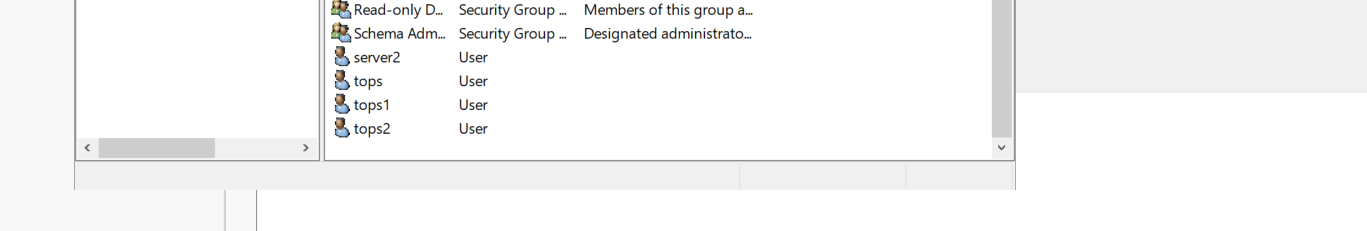 Read-only D... Security Group ... Members of this group a...
Schema Adm... Security Group ... Designated administrato...
server2 User
tops User
tops1 User
tops2 User